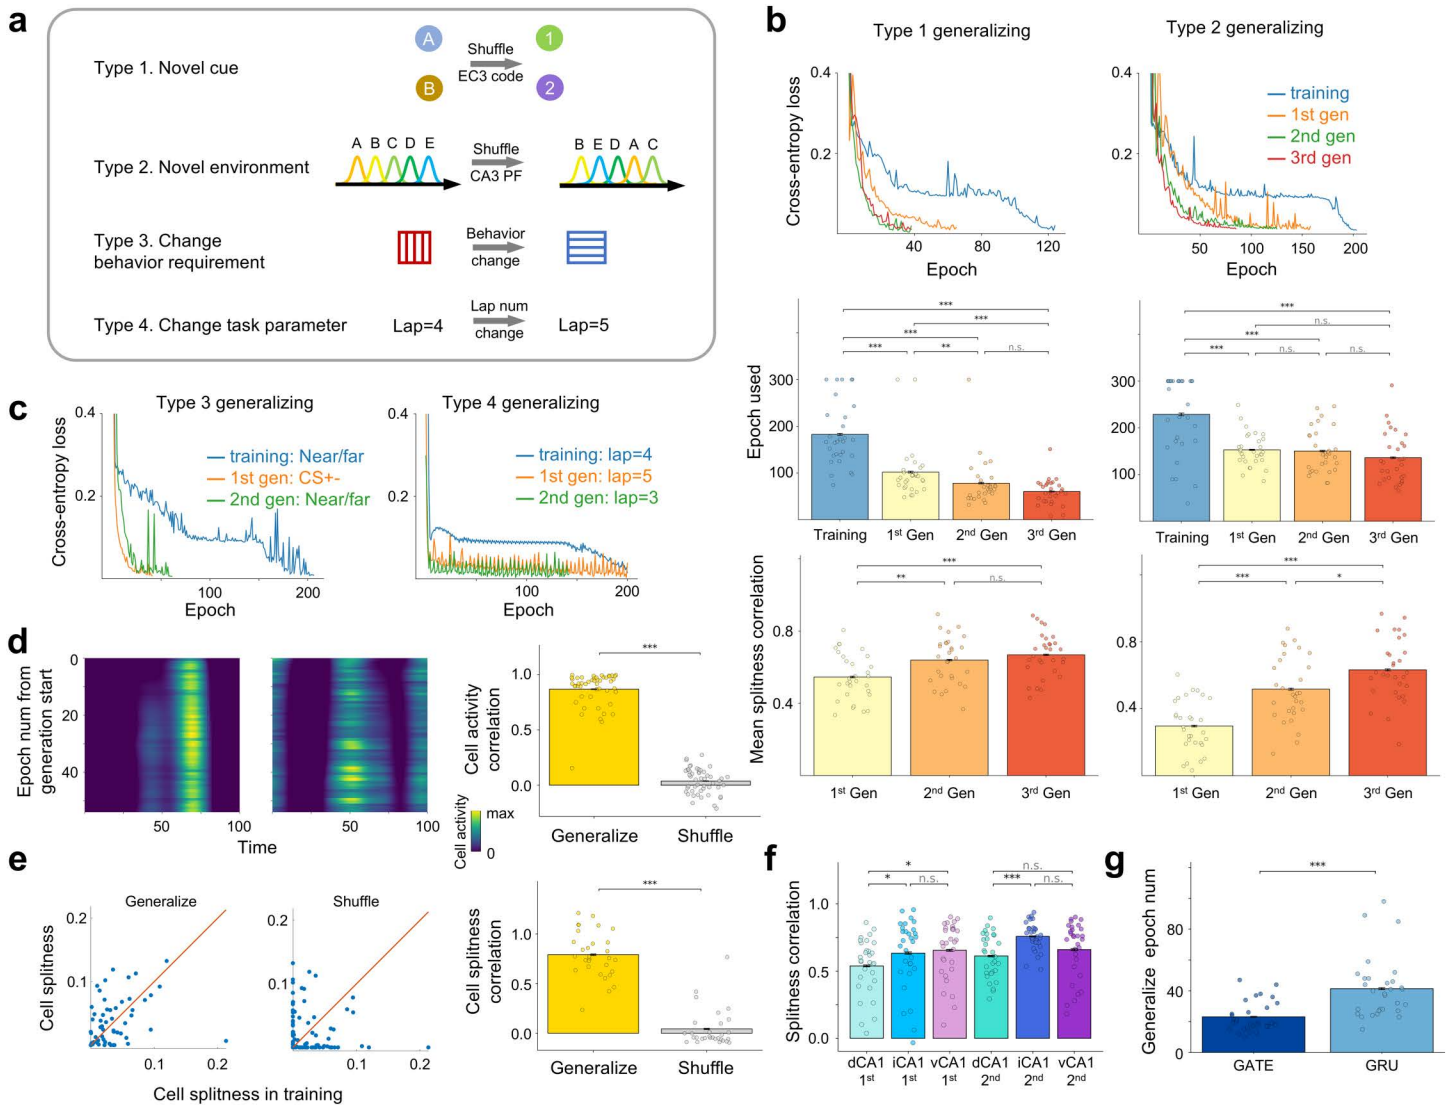 a
Type 1. Novel cue
A
Shuffle
EC3 code
1
B
2
Type 2. Novel environment
A B C D E
Shuffle
CA3 PF
B E D A C
Type 3. Change
behavior requirement
Behavior
change
Type 4. Change task parameter
Lap=4
Lap num
change
Lap=5
b
Type 1 generalizing
Cross-entropy loss
0.4
0.2
40 80 120
Epoch
Type 2 generalizing
Cross-entropy loss
0.4
0.2
training
1st gen
2nd gen
3rd gen
50 100 150 200
Epoch
Epoch used
300
200
100
***
***
***
*** ** n.s.
Training 1st Gen 2nd Gen 3rd Gen
300
200
100
***
n.s.
***
*** n.s. n.s.
Training 1st Gen 2nd Gen 3rd Gen
Mean splitness correlation
0.8
0.4
***
** n.s.
1st Gen 2nd Gen 3rd Gen
0.8
0.4
***
*** *
1st Gen 2nd Gen 3rd Gen
c
Type 3 generalizing
Cross-entropy loss
0.4
0.2
training: Near/far
1st gen: CS+-
2nd gen: Near/far
100 200
Epoch
Type 4 generalizing
0.4
0.2
training: lap=4
1st gen: lap=5
2nd gen: lap=3
100 200
Epoch
d
Epoch num from
generation start
0
20
40
50 100 50 100
Time
Cell activity
max
0
Cell activity
correlation
1.0
0.5
0.0
***
Generalize Shuffle
e
Generalize
Cell splitness
0.2
0.1
0.1 0.2
Shuffle
0.2
0.1
0.1 0.2
Cell splitness in training
Cell splitness
correlation
1.0
0.5
0.0
***
Generalize Shuffle
f
Splitness correlation
1.0
0.5
0.0
* n.s.
* n.s. *** n.s.
dCA1 iCA1 vCA1 dCA1 iCA1 vCA1
1st 1st 1st 2nd 2nd 2nd
g
Generalize epoch num
80
40
0
***
GATE GRU